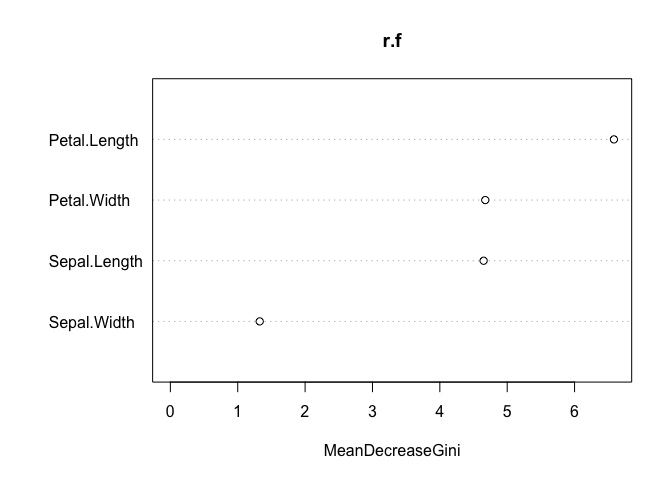 r.f
Petal.Length
Petal.Width
Sepal.Length
Sepal.Width
0 1 2 3 4 5 6
MeanDecreaseGini